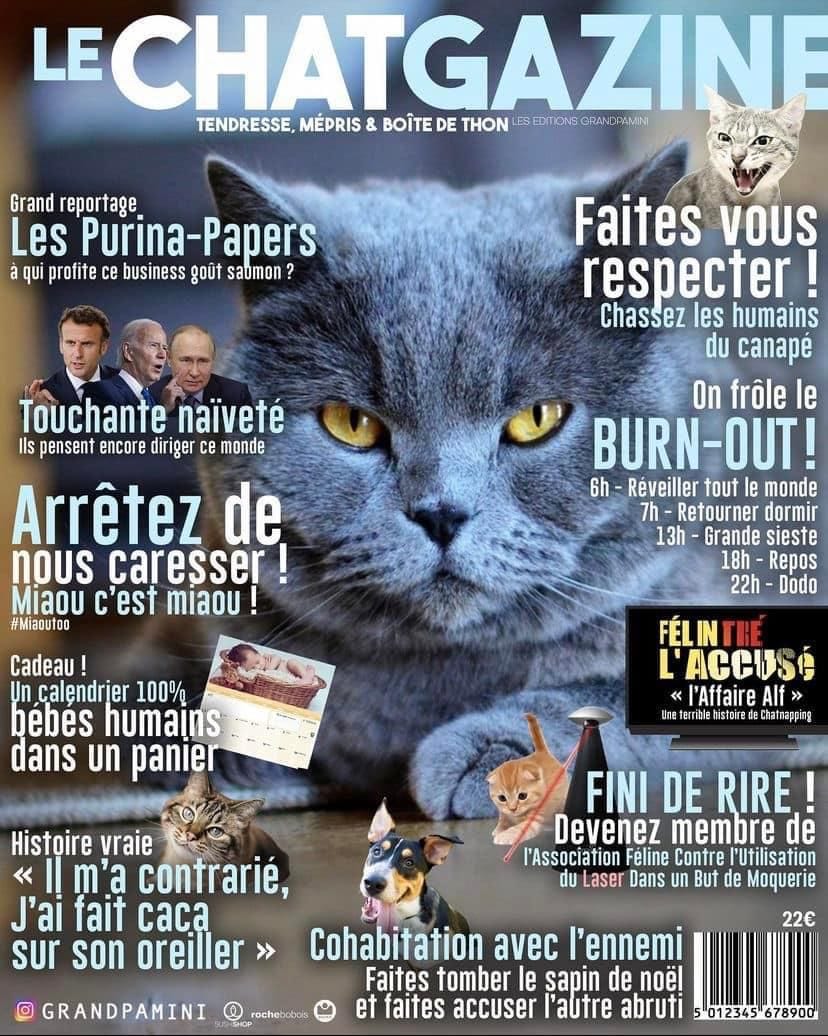 LE CHATGAZINE
TENDRESSE, MÉPRIS & BOÎTE DE THON LES EDITIONS GRANDPAMINI
Grand reportage
Les Purina-Papers
à qui profite ce business goût saumon ?
Touchante naïveté
Ils pensent encore diriger ce monde
Arrêtez de
nous caresser !
Miaou c'est miaou !
#Miaoutoo
Cadeau !
Un calendrier 100%
bébés humains
dans un panier
Histoire vraie
« Il m'a contrarié,
J'ai fait caca
sur son oreiller »
Faites vous
respecter !
Chassez les humains
du canapé
On frôle le
BURN-OUT!
6h - Réveiller tout le monde
7h - Retourner dormir
13h - Grande sieste
18h - Repos
22h - Dodo
FÉLINTRÉ
L'ACCUSÉ
« l'Affaire Alf »
Une terrible histoire de Chatnapping
FINI DE RIRE !
Devenez membre de
l'Association Féline Contre l'Utilisation
du Laser Dans un But de Moquerie
Cohabitation avec l'ennemi
Faites tomber le sapin de noël
et faites accuser l'autre abruti
22€
5 012345 678900
GRANDPAMINI
SUSHISHOP
rochebobois